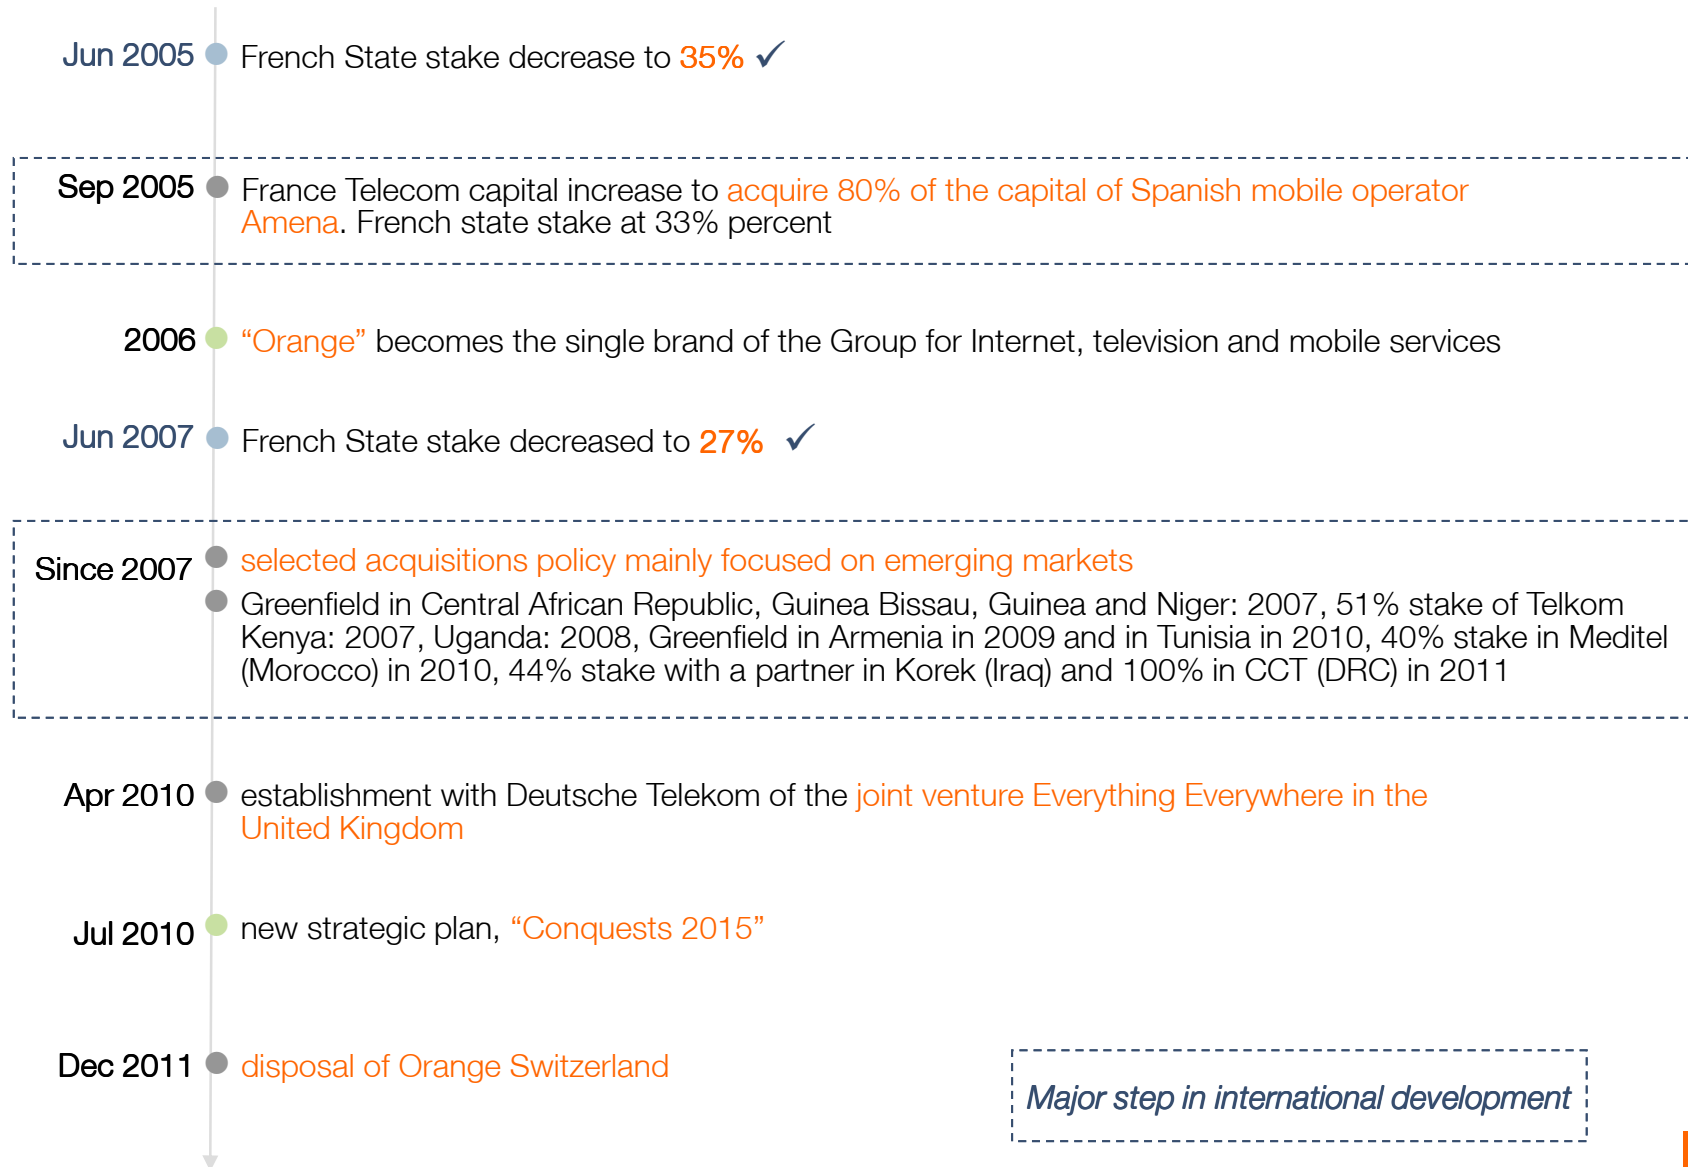 Jun 2005 French State stake decrease to 35% ✓
Sep 2005 France Telecom capital increase to acquire 80% of the capital of Spanish mobile operator
Amena. French state stake at 33% percent
2006 “Orange” becomes the single brand of the Group for Internet, television and mobile services
Jun 2007 French State stake decreased to 27% ✓
Since 2007 selected acquisitions policy mainly focused on emerging markets
Greenfield in Central African Republic, Guinea Bissau, Guinea and Niger: 2007, 51% stake of Telkom
Kenya: 2007, Uganda: 2008, Greenfield in Armenia in 2009 and in Tunisia in 2010, 40% stake in Meditel
(Morocco) in 2010, 44% stake with a partner in Korek (Iraq) and 100% in CCT (DRC) in 2011
Apr 2010 establishment with Deutsche Telekom of the joint venture Everything Everywhere in the
United Kingdom
Jul 2010 new strategic plan, “Conquests 2015”
Dec 2011 disposal of Orange Switzerland
Major step in international development